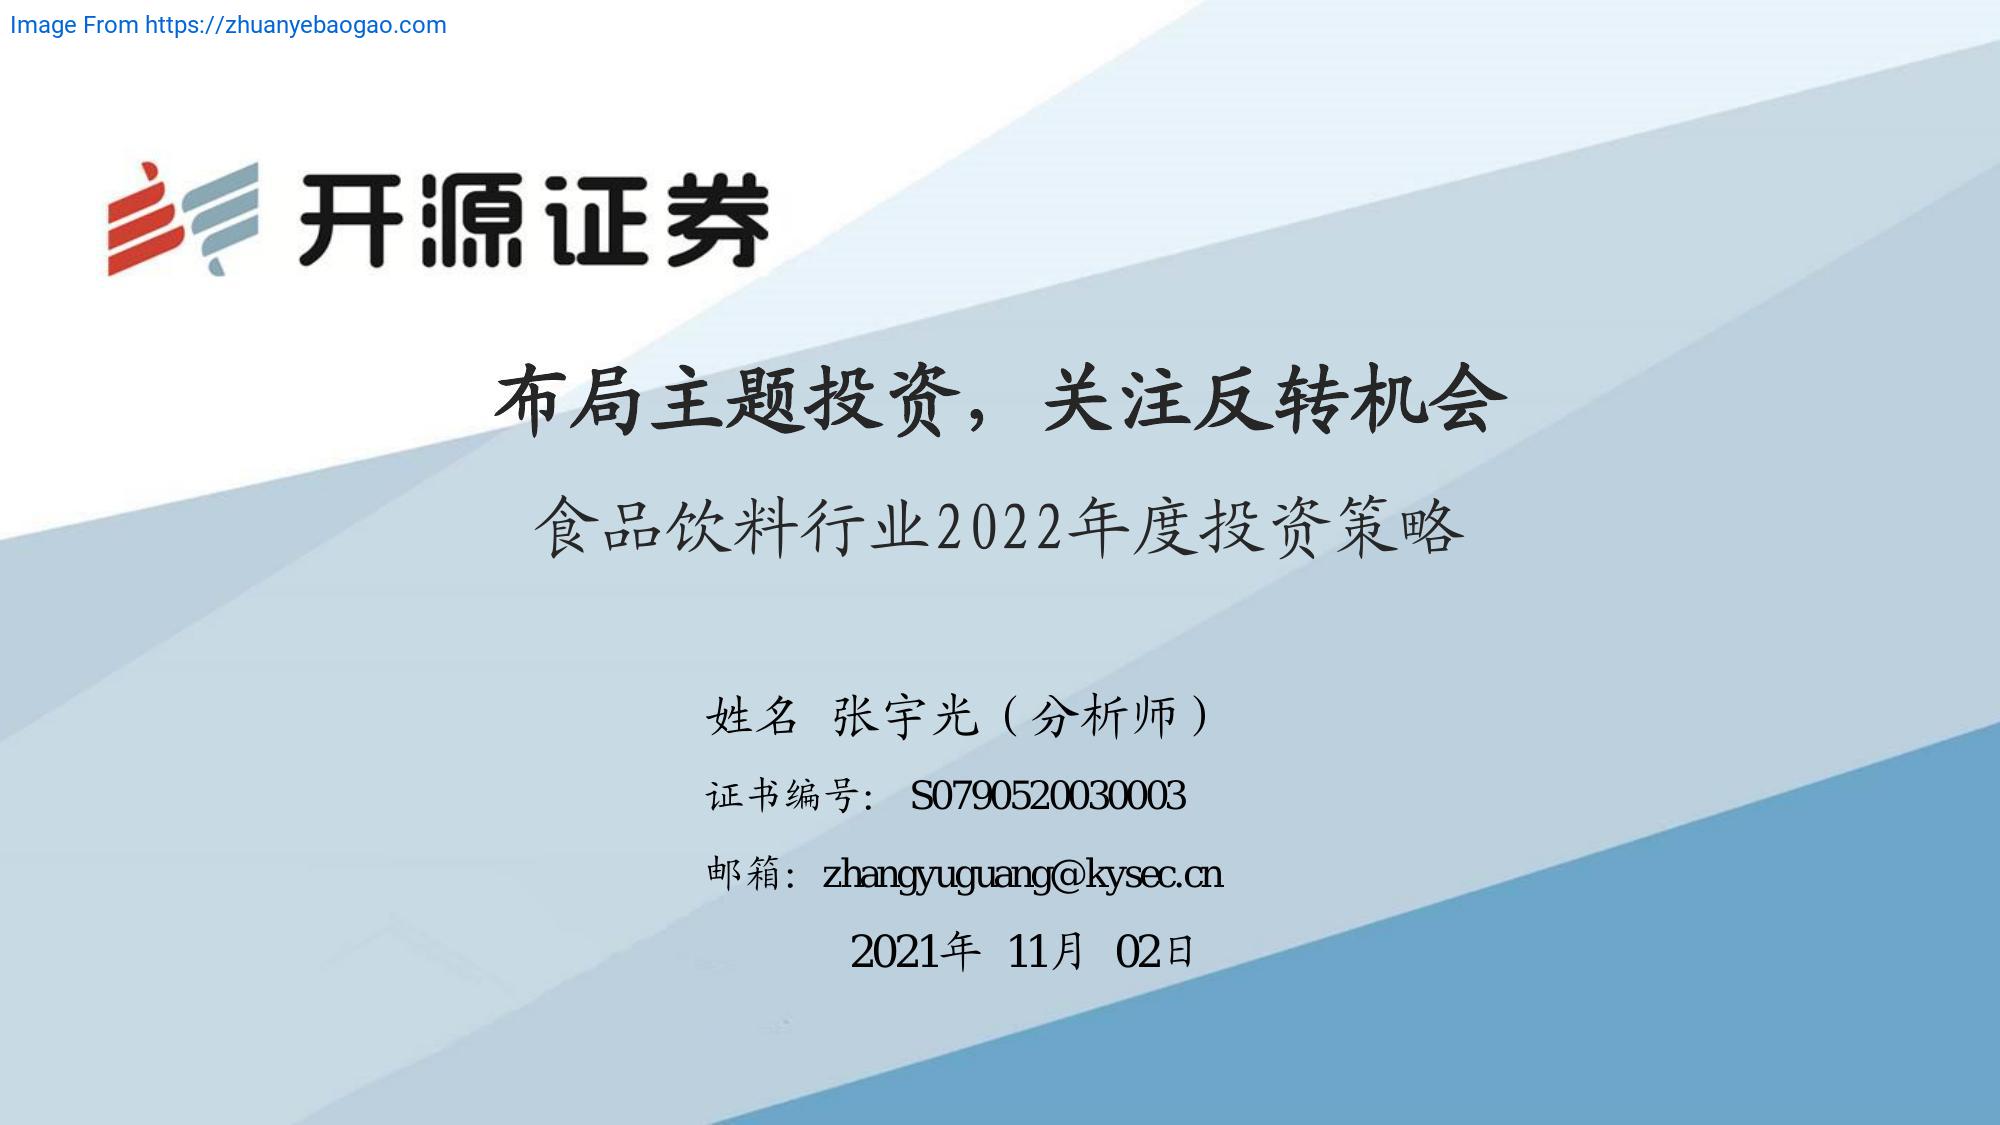 Image From https://zhuanyebaogao.com
开源证券
布局主题投资，关注反转机会
食品饮料行业2022年度投资策略
姓名 张宇光（分析师）
证书编号： S0790520030003
邮箱：zhangyuguang@kysec.cn
2021年 11月 02日